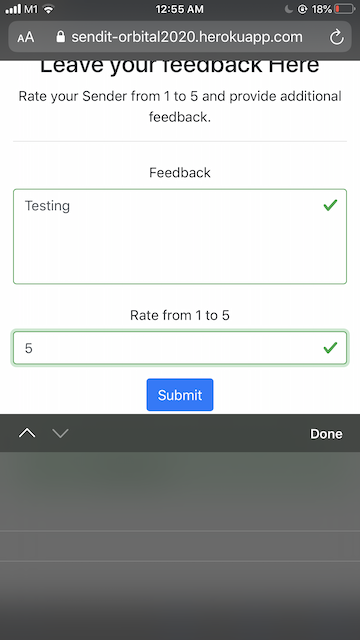 M1 12:55 AM 18%
AA sendit-orbital2020.herokuapp.com
Leave your feedback Here
Rate your Sender from 1 to 5 and provide additional
feedback.
Feedback
Testing
Rate from 1 to 5
5
Submit
Done